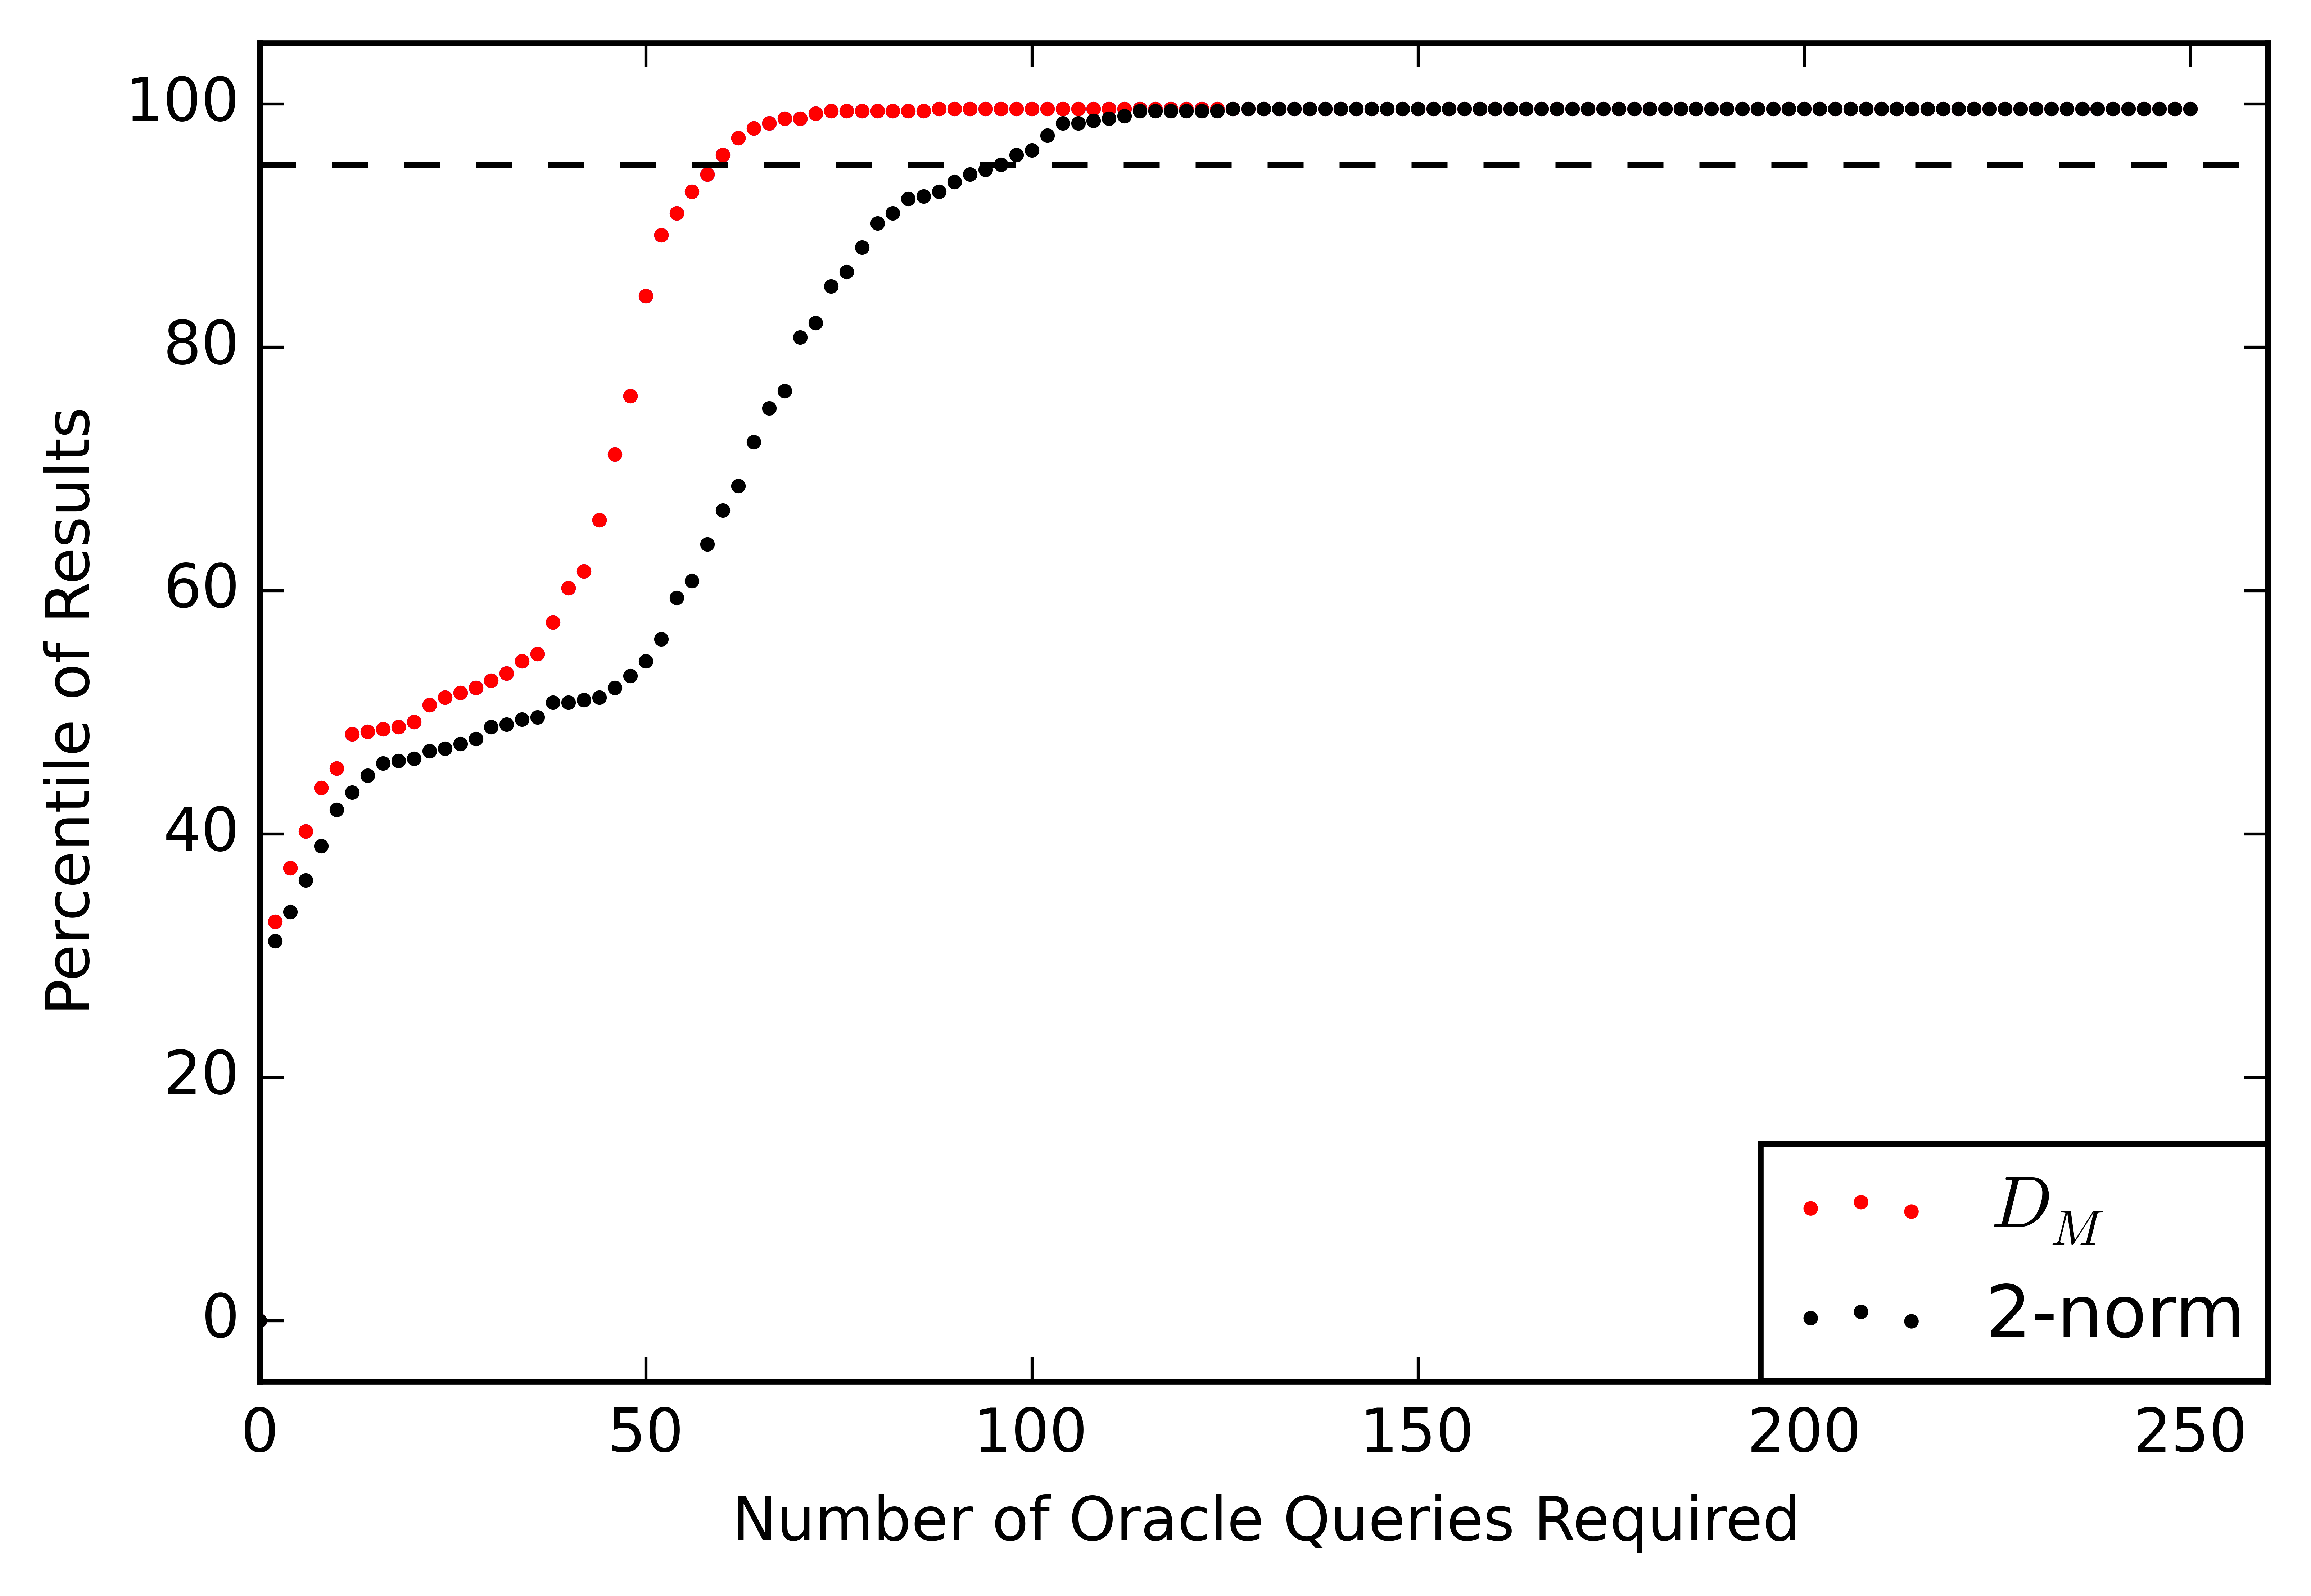 100
80
60
40
20
0
Percentile of Results
0 50 100 150 200 250
Number of Oracle Queries Required
D_M
2-norm